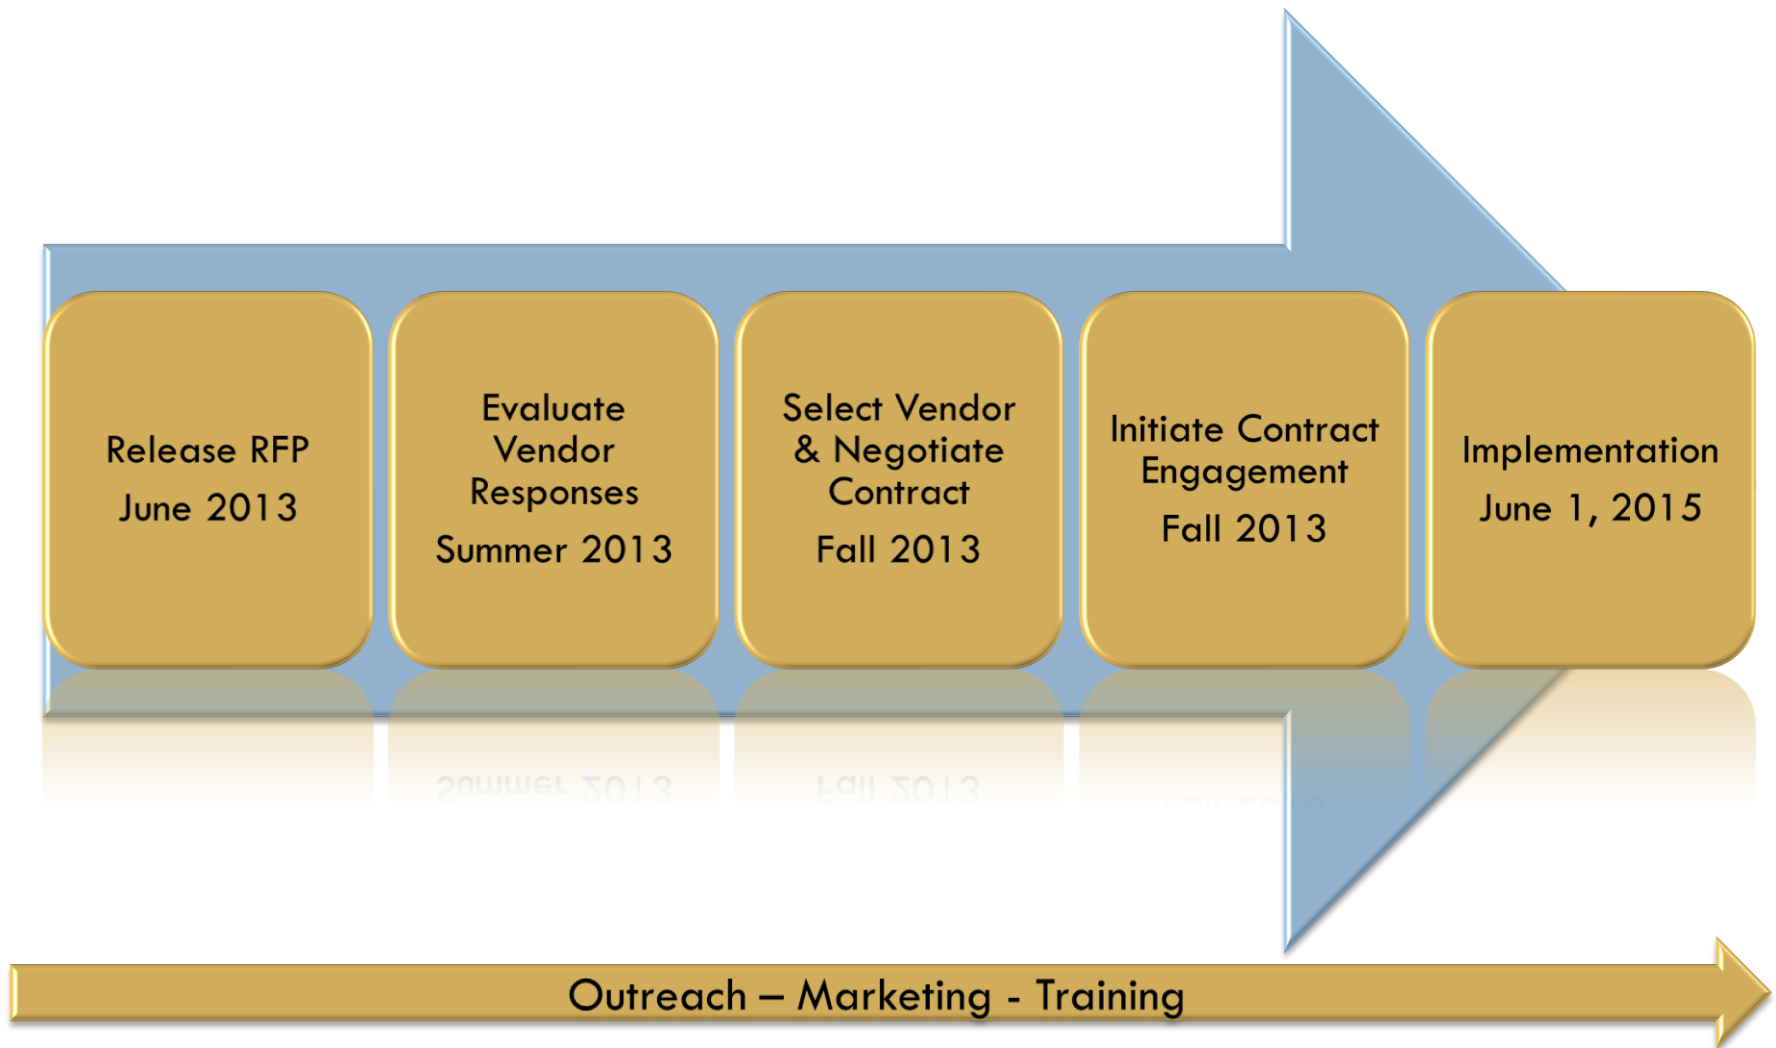 Release RFP
June 2013
Evaluate
Vendor
Responses
Summer 2013
Select Vendor
& Negotiate
Contract
Fall 2013
Initiate Contract
Engagement
Fall 2013
Implementation
June 1, 2015
Outreach – Marketing - Training